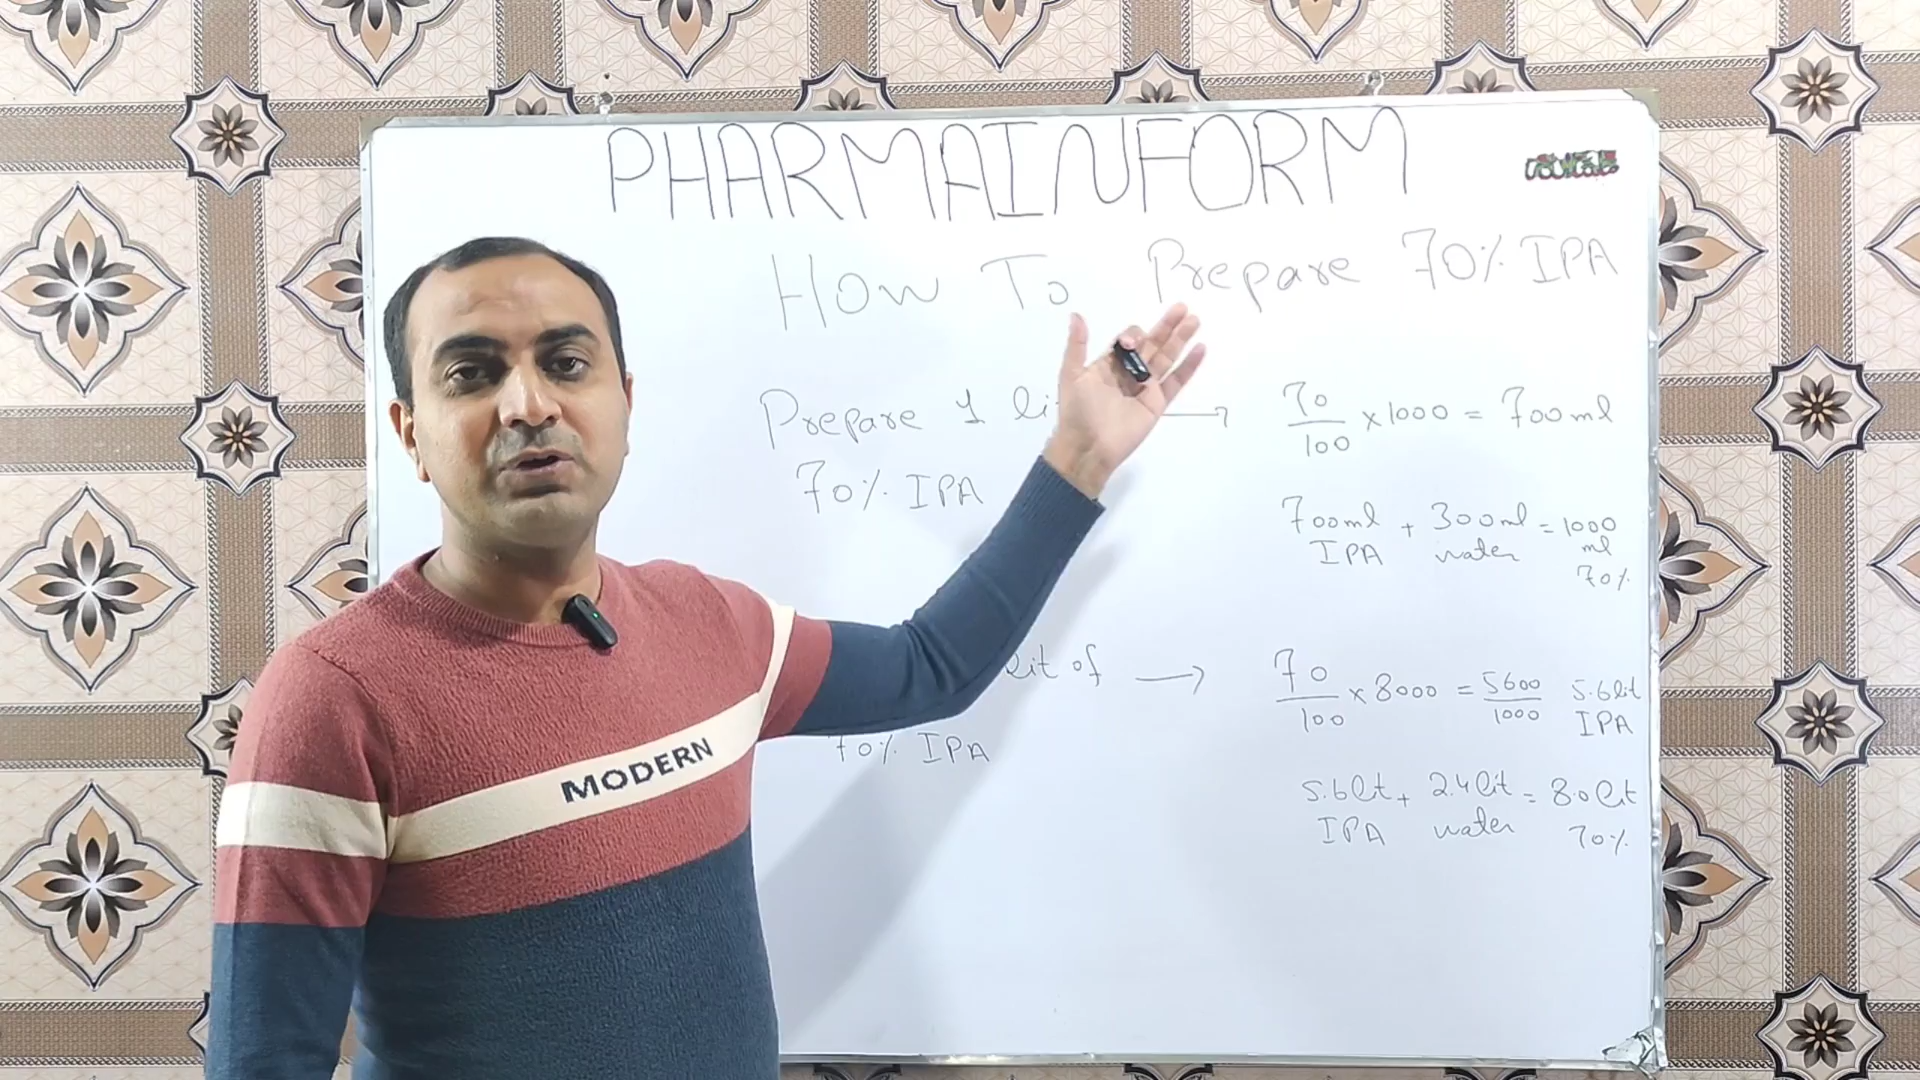 PHARMAINFORM
How To Prepare 70% IPA
Prepare 1 li
70% IPA
→ 70/100 x 1000 = 700ml
700ml IPA + 300ml water = 1000 ml 70%
lit of
70% IPA
→ 70/100 x 8000 = 5600/1000 5.6lit IPA
5.6lit IPA + 2.4lit water = 8.0lit 70%
MODERN